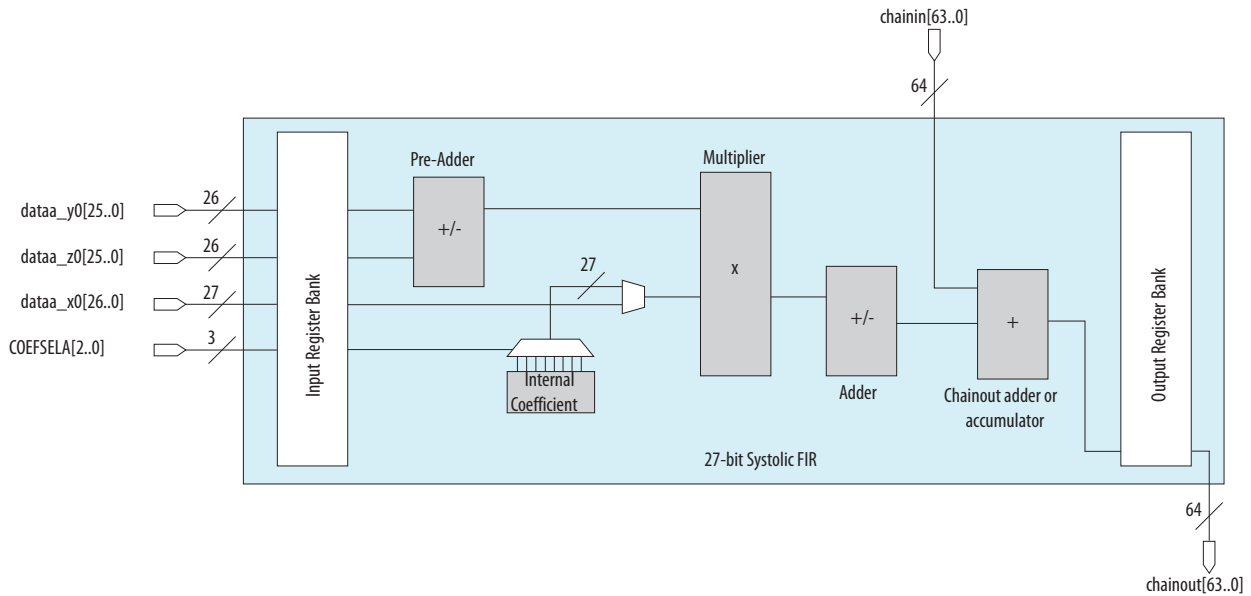 chainin[63..0]
64
Pre-Adder
Multiplier
dataa_y0[25..0]
26
+/-
dataa_z0[25..0]
26
27
x
dataa_x0[26..0]
27
+/-
+
COEFSELA[2..0]
3
Input Register Bank
Output Register Bank
Internal
Coefficient
Adder
Chainout adder or
accumulator
27-bit Systolic FIR
64
chainout[63..0]